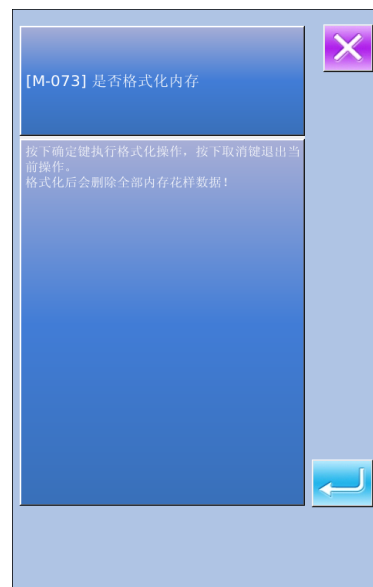 [M-073] 是否格式化内存
按下确定键执行格式化操作，按下取消键退出当
前操作。
格式化后会删除全部内存花样数据！